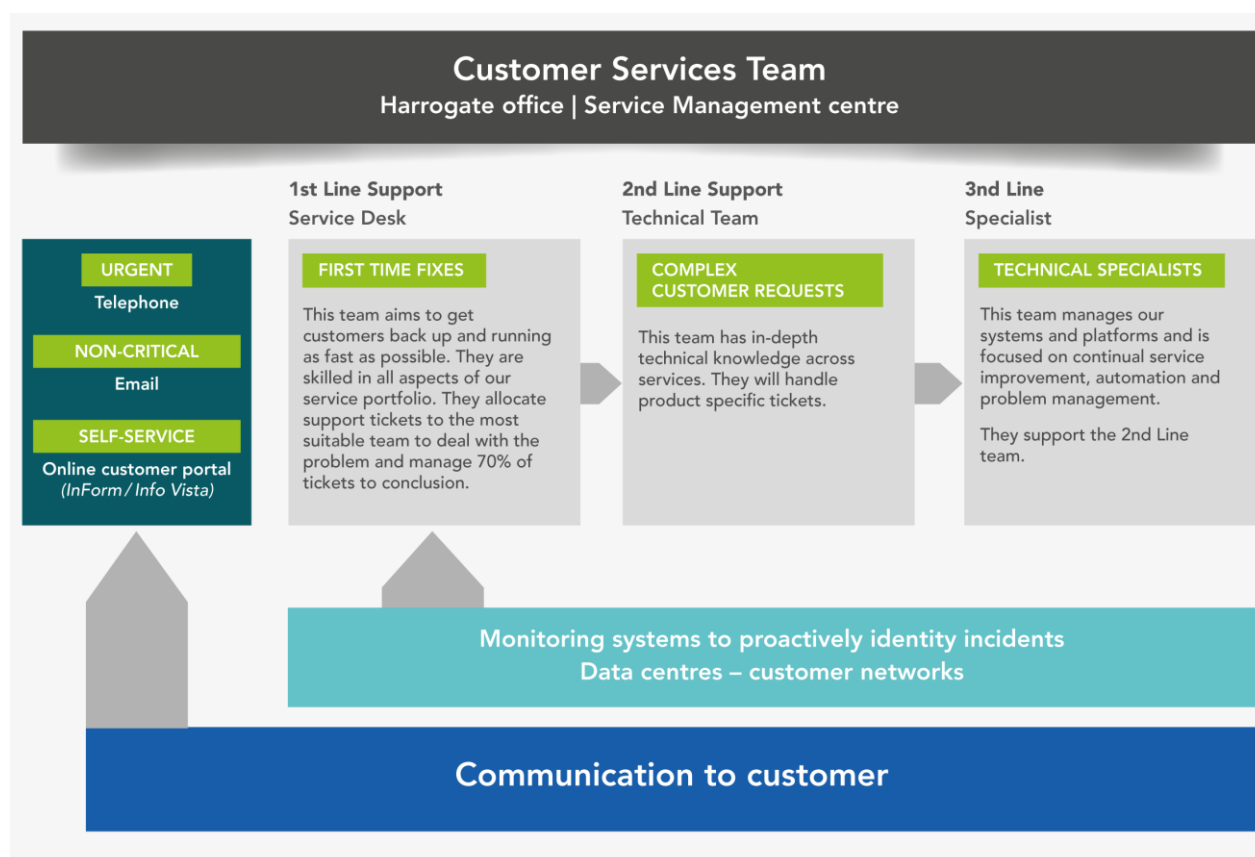 Customer Services Team
Harrogate office | Service Management centre
1st Line Support
Service Desk
2nd Line Support
Technical Team
3rd Line
Specialist
URGENT
Telephone
NON-CRITICAL
Email
SELF-SERVICE
Online customer portal
(InForm / Info Vista)
FIRST TIME FIXES
This team aims to get
customers back up and running
as fast as possible. They are
skilled in all aspects of our
service portfolio. They allocate
support tickets to the most
suitable team to deal with the
problem and manage 70% of
tickets to conclusion.
COMPLEX
CUSTOMER REQUESTS
This team has in-depth
technical knowledge across
services. They will handle
product specific tickets.
TECHNICAL SPECIALISTS
This team manages our
systems and platforms and is
focused on continual service
improvement, automation and
problem management.
They support the 2nd Line
team.
Monitoring systems to proactively identity incidents
Data centres – customer networks
Communication to customer